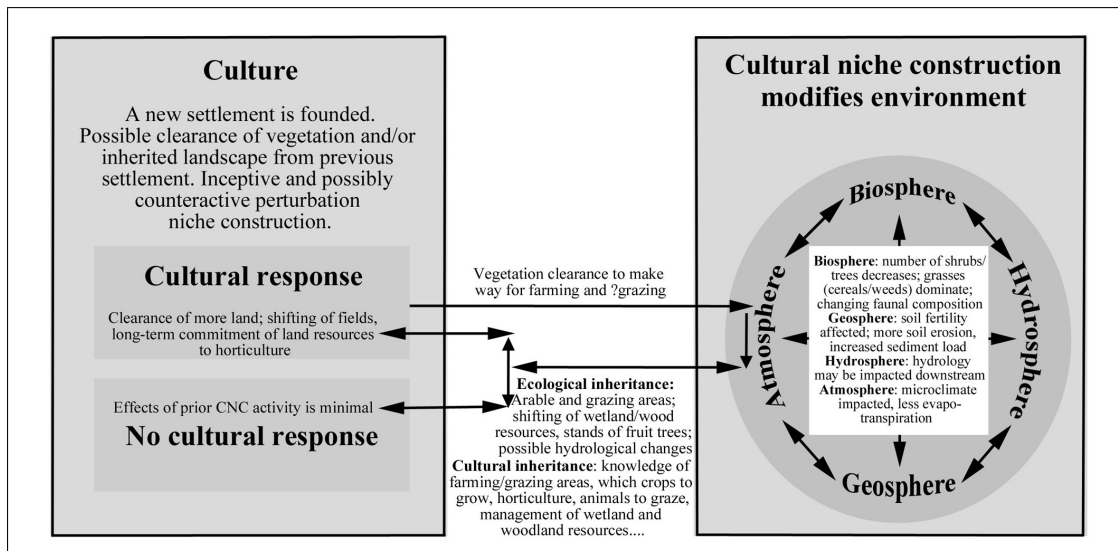 Culture
A new settlement is founded.
Possible clearance of vegetation and/or
inherited landscape from previous
settlement. Inceptive and possibly
counteractive perturbation
niche construction.
Cultural response
Clearance of more land; shifting of fields,
long-term commitment of land resources
to horticulture
Effects of prior CNC activity is minimal
No cultural response
Vegetation clearance to make
way for farming and ?grazing
Ecological inheritance:
Arable and grazing areas;
shifting of wetland/wood
resources, stands of fruit trees;
possible hydrological changes
Cultural inheritance: knowledge of
farming/grazing areas, which crops to
grow, horticulture, animals to graze,
management of wetland and
woodland resources....
Cultural niche construction
modifies environment
Biosphere
Atmosphere
Hydrosphere
Geosphere
Biosphere: number of shrubs/
trees decreases; grasses
(cereals/weeds) dominate;
changing faunal composition
Geosphere: soil fertility
affected; more soil erosion,
increased sediment load
Hydrosphere: hydrology
may be impacted downstream
Atmosphere: microclimate
impacted, less evapo-
transpiration